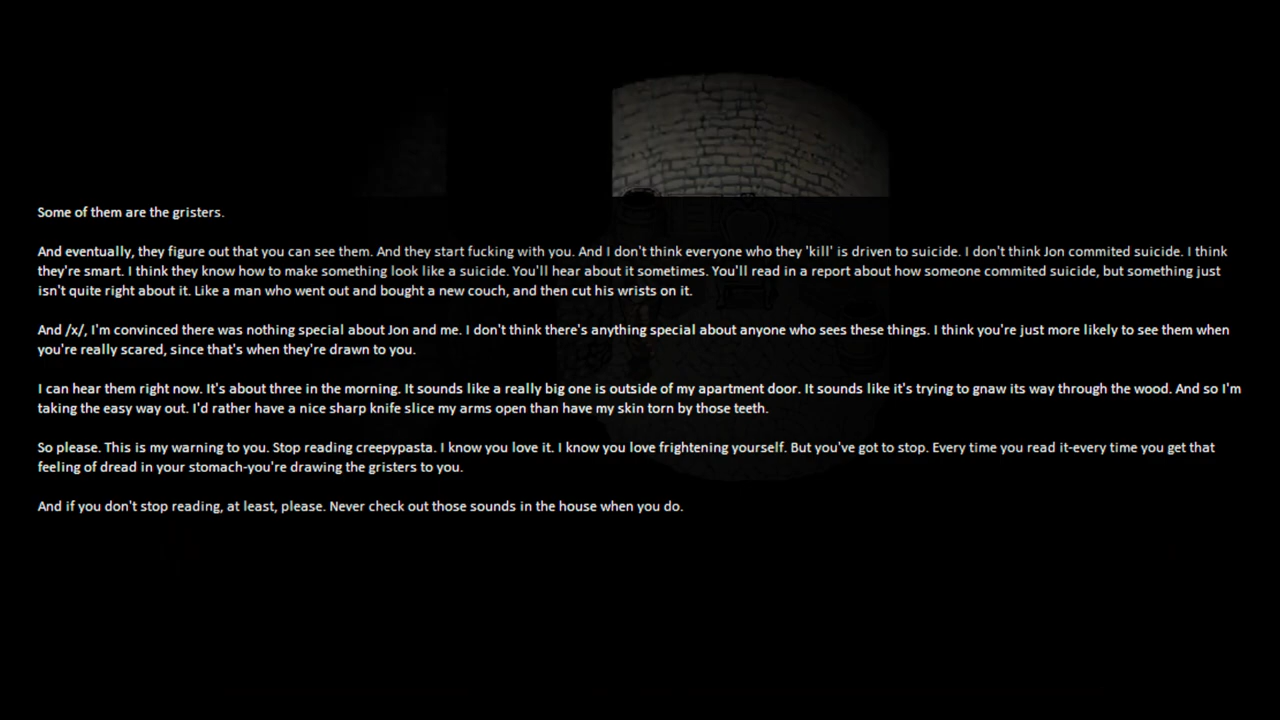 Some of them are the gristers.
And eventually, they figure out that you can see them. And they start fucking with you. And I don't think everyone who they 'kill' is driven to suicide. I don't think Jon commited suicide. I think
they're smart. I think they know how to make something look like a suicide. You'll hear about it sometimes. You'll read in a report about how someone commited suicide, but something just
isn't quite right about it. Like a man who went out and bought a new couch, and then cut his wrists on it.
And /x/, I'm convinced there was nothing special about Jon and me. I don't think there's anything special about anyone who sees these things. I think you're just more likely to see them when
you're really scared, since that's when they're drawn to you.
I can hear them right now. It's about three in the morning. It sounds like a really big one is outside of my apartment door. It sounds like it's trying to gnaw its way through the wood. And so I'm
taking the easy way out. I'd rather have a nice sharp knife slice my arms open than have my skin torn by those teeth.
So please. This is my warning to you. Stop reading creepypasta. I know you love it. I know you love frightening yourself. But you've got to stop. Every time you read it-every time you get that
feeling of dread in your stomach-you're drawing the gristers to you.
And if you don't stop reading, at least, please. Never check out those sounds in the house when you do.